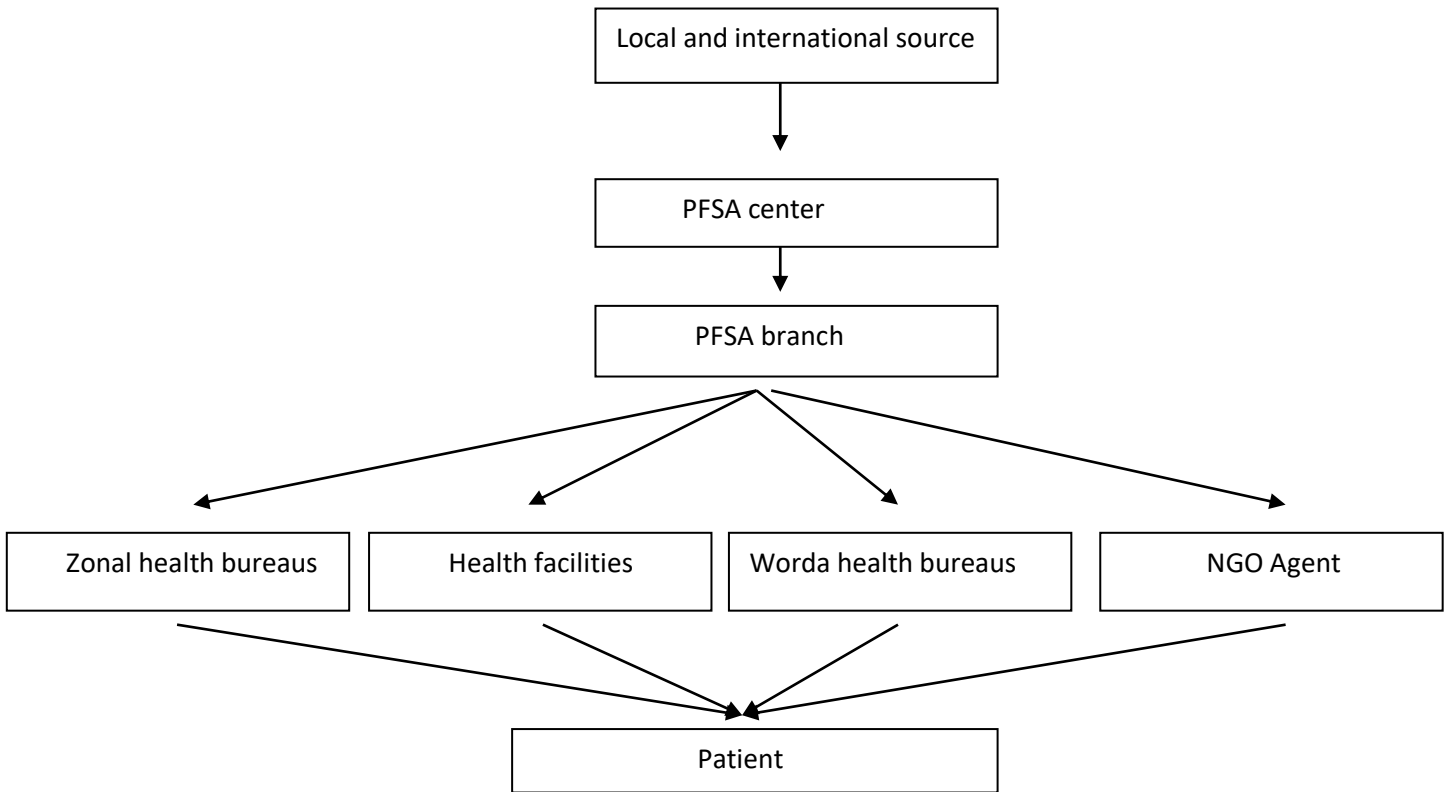 Local and international source
PFSA center
PFSA branch
Zonal health bureaus
Health facilities
Worda health bureaus
NGO Agent
Patient